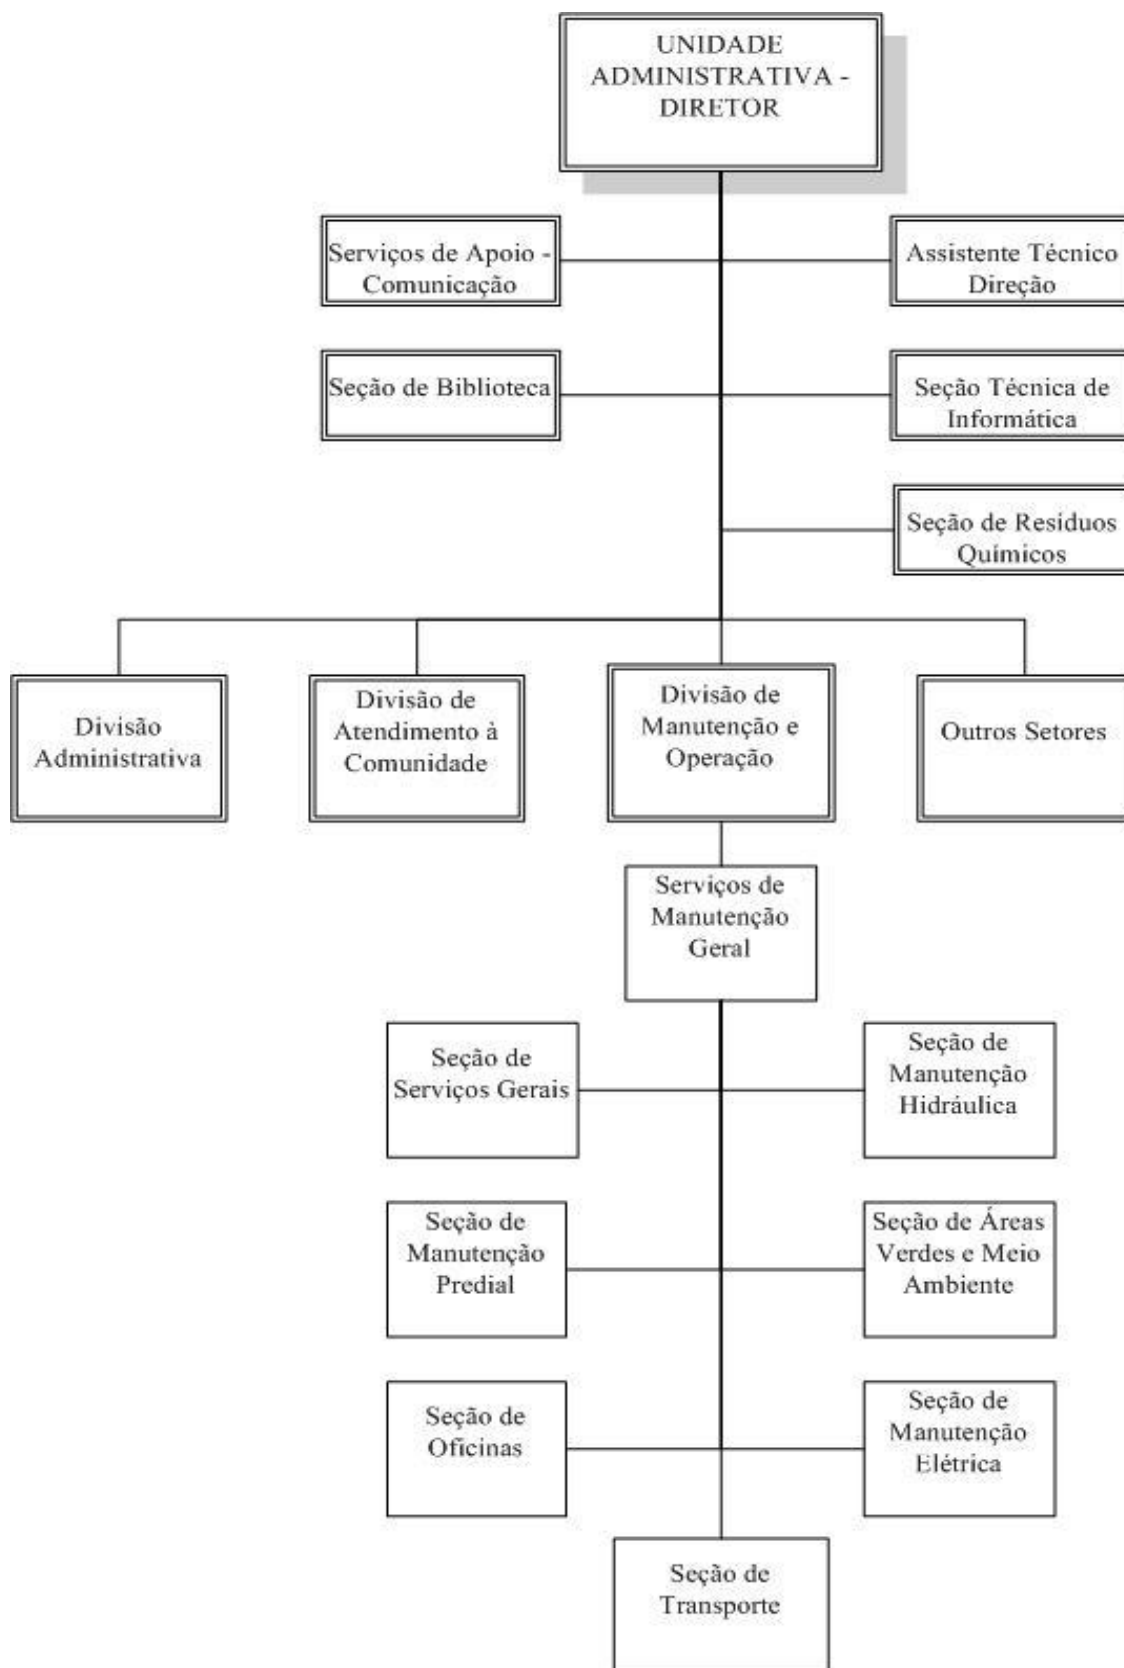 UNIDADE
ADMINISTRATIVA -
DIRETOR
Serviços de Apoio -
Comunicação
Assistente Técnico
Direção
Seção de Biblioteca
Seção Técnica de
Informática
Seção de Resíduos
Químicos
Divisão
Administrativa
Divisão de
Atendimento à
Comunidade
Divisão de
Manutenção e
Operação
Outros Setores
Serviços de
Manutenção
Geral
Seção de
Serviços Gerais
Seção de
Manutenção
Hidráulica
Seção de
Manutenção
Predial
Seção de Áreas
Verdes e Meio
Ambiente
Seção de
Oficinas
Seção de
Manutenção
Elétrica
Seção de
Transporte